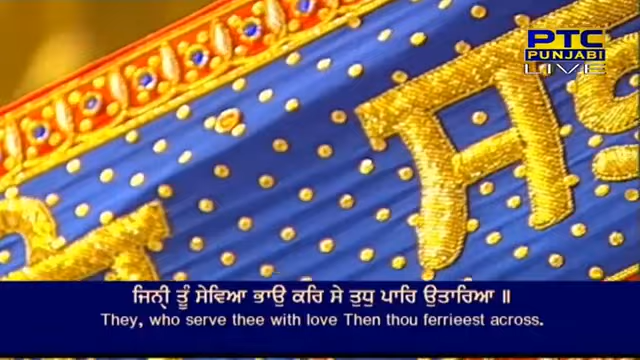 PTC
PUNJABI
LIVE
ਜਿਨੀ ਤੂੰ ਸੇਵਿਆ ਭਾਉ ਕਰਿ ਸੇ ਤੁਧੁ ਪਾਰਿ ਉਤਾਰਿਆ ॥
They, who serve thee with love Then thou ferrieest across.